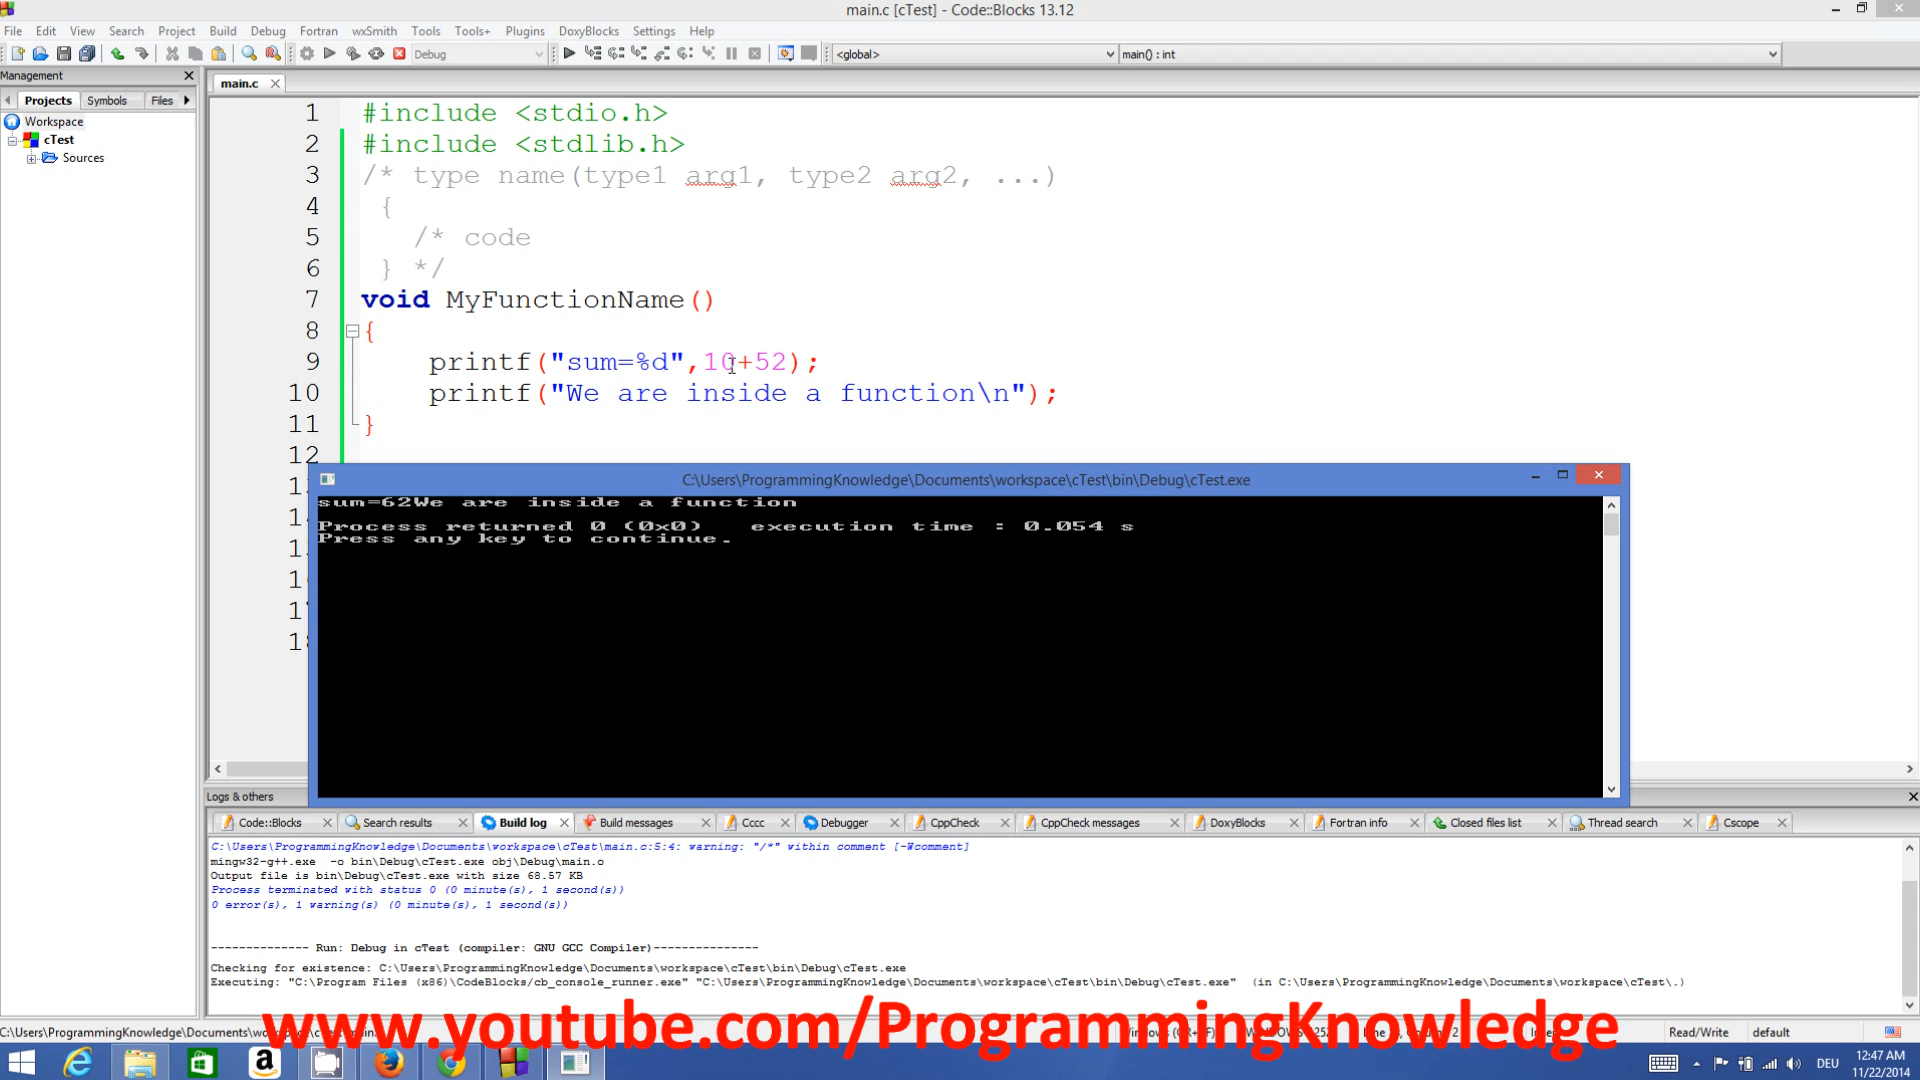 main.c [cTest] - Code::Blocks 13.12
File Edit View Search Project Build Debug Fortran wxSmith Tools Tools+ Plugins DoxyBlocks Settings Help
Debug <global> main() : int
Management
main.c
Projects Symbols Files
Workspace
cTest
Sources
1 #include <stdio.h>
2 #include <stdlib.h>
3 /* type name(type1 arg1, type2 arg2, ...)
4 {
5 /* code
6 } */
7 void MyFunctionName()
8 {
9 printf("sum=%d",10+52);
10 printf("We are inside a function\n");
11 }
12
C:\Users\ProgrammingKnowledge\Documents\workspace\cTest\bin\Debug\cTest.exe
sum=62We are inside a function
Process returned 0 (0x0) execution time : 0.054 s
Press any key to continue.
Logs & others
Code::Blocks Search results Build log Build messages Cccc Debugger CppCheck CppCheck messages DoxyBlocks Fortran info Closed files list Thread search Cscope
C:\Users\ProgrammingKnowledge\Documents\workspace\cTest\main.c:5:4: warning: "/*" within comment [-Wcomment]
mingw32-g++.exe -o bin\Debug\cTest.exe obj\Debug\main.o
Output file is bin\Debug\cTest.exe with size 68.57 KB
Process terminated with status 0 (0 minute(s), 1 second(s))
0 error(s), 1 warning(s) (0 minute(s), 1 second(s))
-------------- Run: Debug in cTest (compiler: GNU GCC Compiler)---------------
Checking for existence: C:\Users\ProgrammingKnowledge\Documents\workspace\cTest\bin\Debug\cTest.exe
Executing: "C:\Program Files (x86)\CodeBlocks/cb_console_runner.exe" "C:\Users\ProgrammingKnowledge\Documents\workspace\cTest\bin\Debug\cTest.exe" (in C:\Users\ProgrammingKnowledge\Documents\workspace\cTest\.)
www.youtube.com/ProgrammingKnowledge
Read/Write default
DEU
12:47 AM
11/22/2014